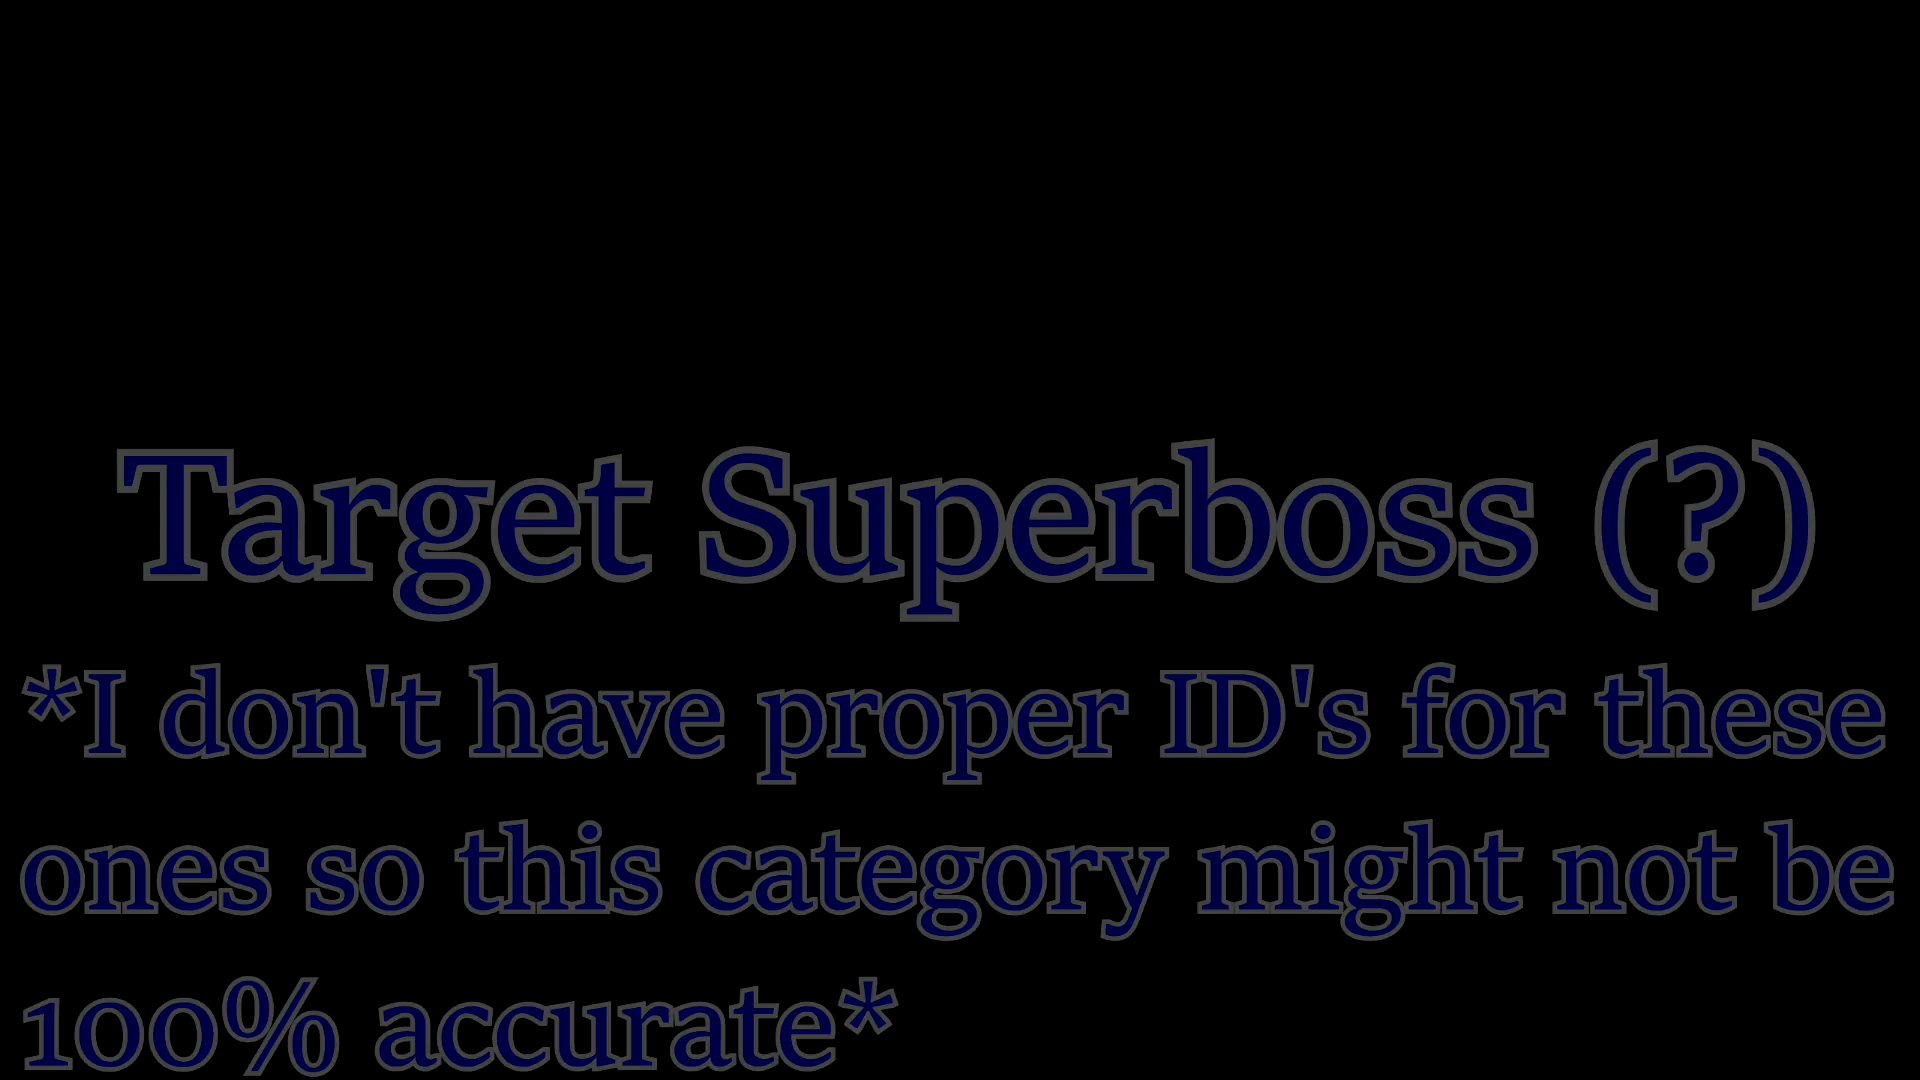 Target Superboss (?)
*I don't have proper ID's for these
ones so this category might not be
100% accurate*